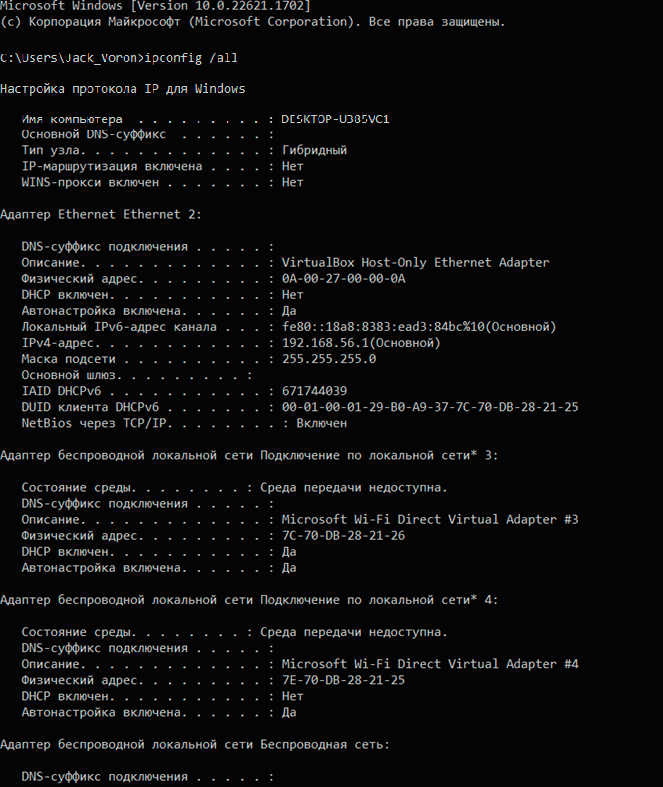 Microsoft Windows [Version 10.0.22621.1702]
(c) Корпорация Майкрософт (Microsoft Corporation). Все права защищены.
C:\Users\Jack_Voron>ipconfig /all
Настройка протокола IP для Windows
Имя компьютера  . . . . . . . . . : DESKTOP-U385VC1
Основной DNS-суффикс  . . . . . . :
Тип узла. . . . . . . . . . . . . : Гибридный
IP-маршрутизация включена . . . . : Нет
WINS-прокси включен . . . . . . . : Нет
Адаптер Ethernet Ethernet 2:
DNS-суффикс подключения . . . . . :
Описание. . . . . . . . . . . . . : VirtualBox Host-Only Ethernet Adapter
Физический адрес. . . . . . . . . : 0A-00-27-00-00-0A
DHCP включен. . . . . . . . . . . : Нет
Автонастройка включена. . . . . . : Да
Локальный IPv6-адрес канала . . . : fe80::18a8:8383:ead3:84bc%10(Основной)
IPv4-адрес. . . . . . . . . . . . : 192.168.56.1(Основной)
Маска подсети . . . . . . . . . . : 255.255.255.0
Основной шлюз. . . . . . . . . :
IAID DHCPv6 . . . . . . . . . . . : 671744039
DUID клиента DHCPv6 . . . . . . . : 00-01-00-01-29-B0-A9-37-7C-70-DB-28-21-25
NetBios через TCP/IP. . . . . . . . : Включен
Адаптер беспроводной локальной сети Подключение по локальной сети* 3:
Состояние среды. . . . . . . . : Среда передачи недоступна.
DNS-суффикс подключения . . . . . :
Описание. . . . . . . . . . . . . : Microsoft Wi-Fi Direct Virtual Adapter #3
Физический адрес. . . . . . . . . : 7C-70-DB-28-21-26
DHCP включен. . . . . . . . . . . : Да
Автонастройка включена. . . . . . : Да
Адаптер беспроводной локальной сети Подключение по локальной сети* 4:
Состояние среды. . . . . . . . : Среда передачи недоступна.
DNS-суффикс подключения . . . . . :
Описание. . . . . . . . . . . . . : Microsoft Wi-Fi Direct Virtual Adapter #4
Физический адрес. . . . . . . . . : 7E-70-DB-28-21-25
DHCP включен. . . . . . . . . . . : Нет
Автонастройка включена. . . . . . : Да
Адаптер беспроводной локальной сети Беспроводная сеть:
DNS-суффикс подключения . . . . . :